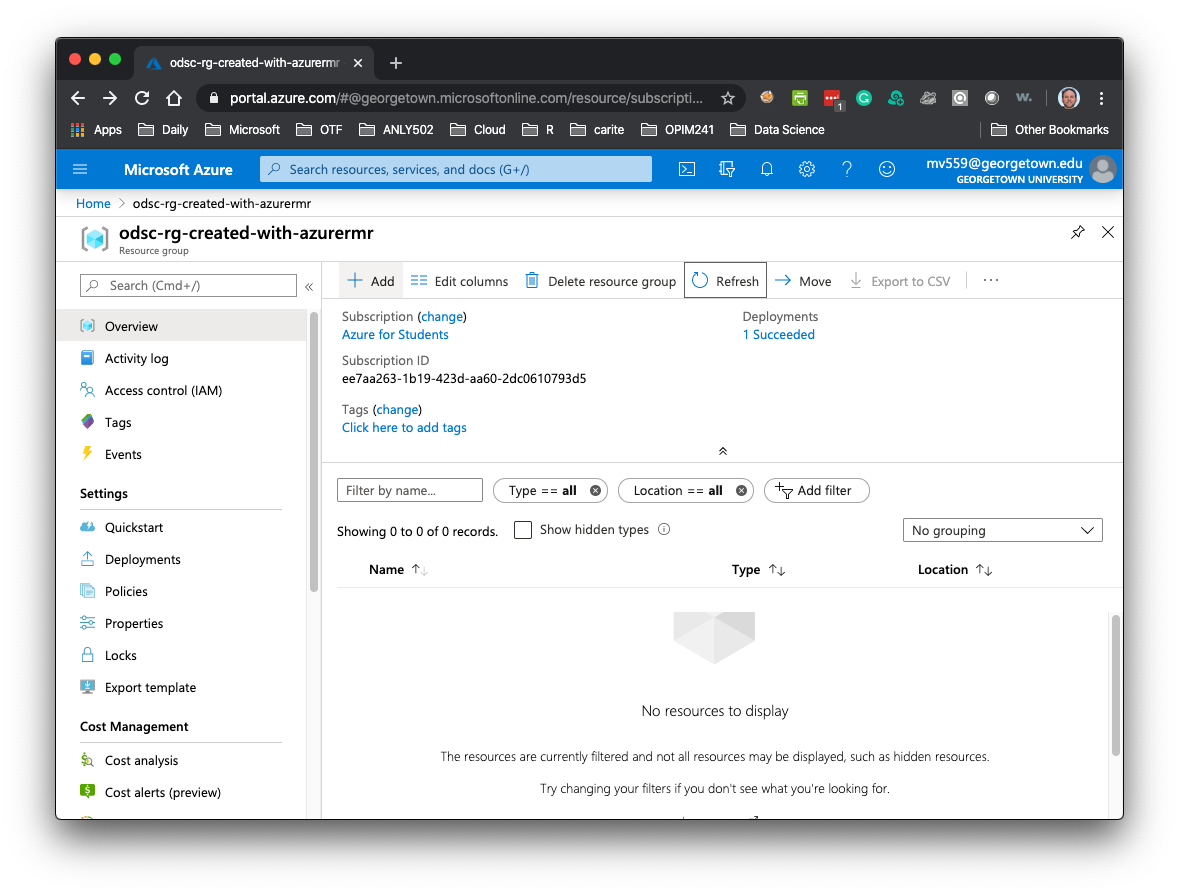 odsc-rg-created-with-azurermr
portal.azure.com/#@georgetown.microsoftonline.com/resource/subscripti...
1
w.
Apps Daily Microsoft OTF ANLY502 Cloud R carite OPIM241 Data Science Other Bookmarks
Microsoft Azure
Search resources, services, and docs (G+/)
mv559@georgetown.edu
GEORGETOWN UNIVERSITY
Home > odsc-rg-created-with-azurermr
odsc-rg-created-with-azurermr
Resource group
Search (Cmd+/)
Overview
Activity log
Access control (IAM)
Tags
Events
Settings
Quickstart
Deployments
Policies
Properties
Locks
Export template
Cost Management
Cost analysis
Cost alerts (preview)
Add Edit columns Delete resource group Refresh Move Export to CSV ...
Subscription (change)
Azure for Students
Subscription ID
ee7aa263-1b19-423d-aa60-2dc0610793d5
Tags (change)
Click here to add tags
Deployments
1 Succeeded
Filter by name... Type == all Location == all Add filter
Showing 0 to 0 of 0 records. Show hidden types No grouping
Name Type Location
No resources to display
The resources are currently filtered and not all resources may be displayed, such as hidden resources.
Try changing your filters if you don't see what you're looking for.